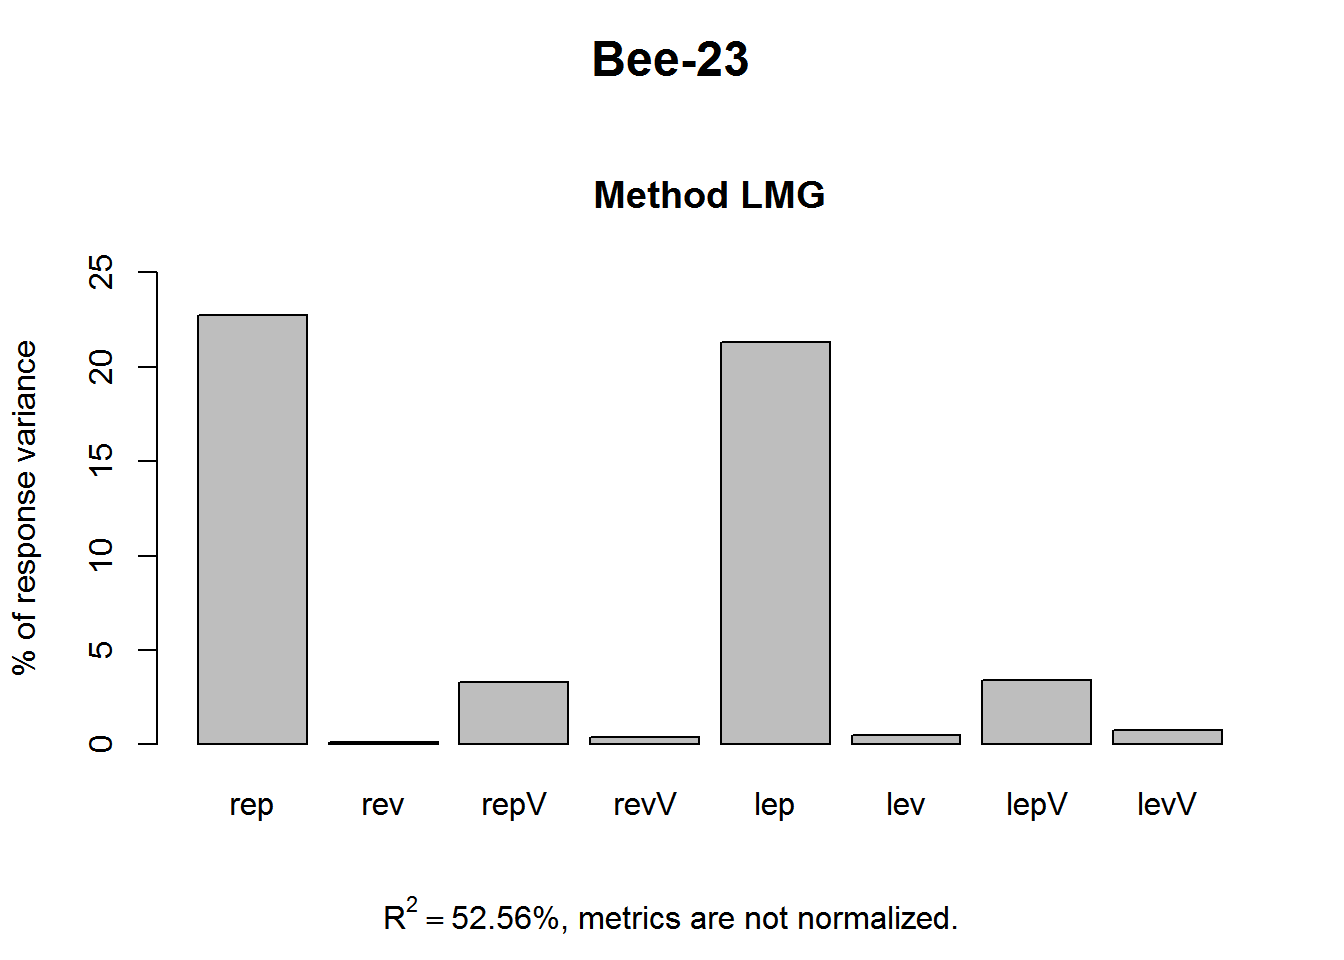 Bee-23
Method LMG
% of response variance
25
20
15
10
5
0
rep rev repV revV lep lev lepV levV
R² = 52.56%, metrics are not normalized.